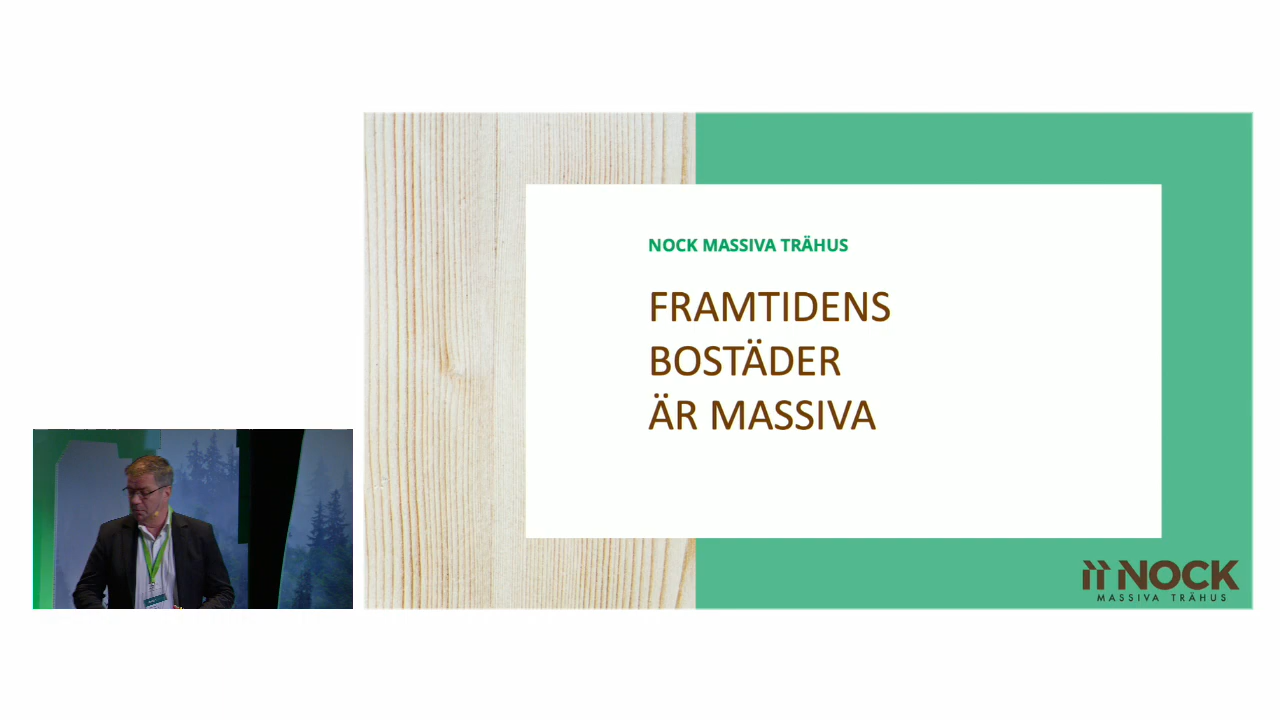 NOCK MASSIVA TRÄHUS
FRAMTIDENS
BOSTÄDER
ÄR MASSIVA
NOCK
MASSIVA TRÄHUS